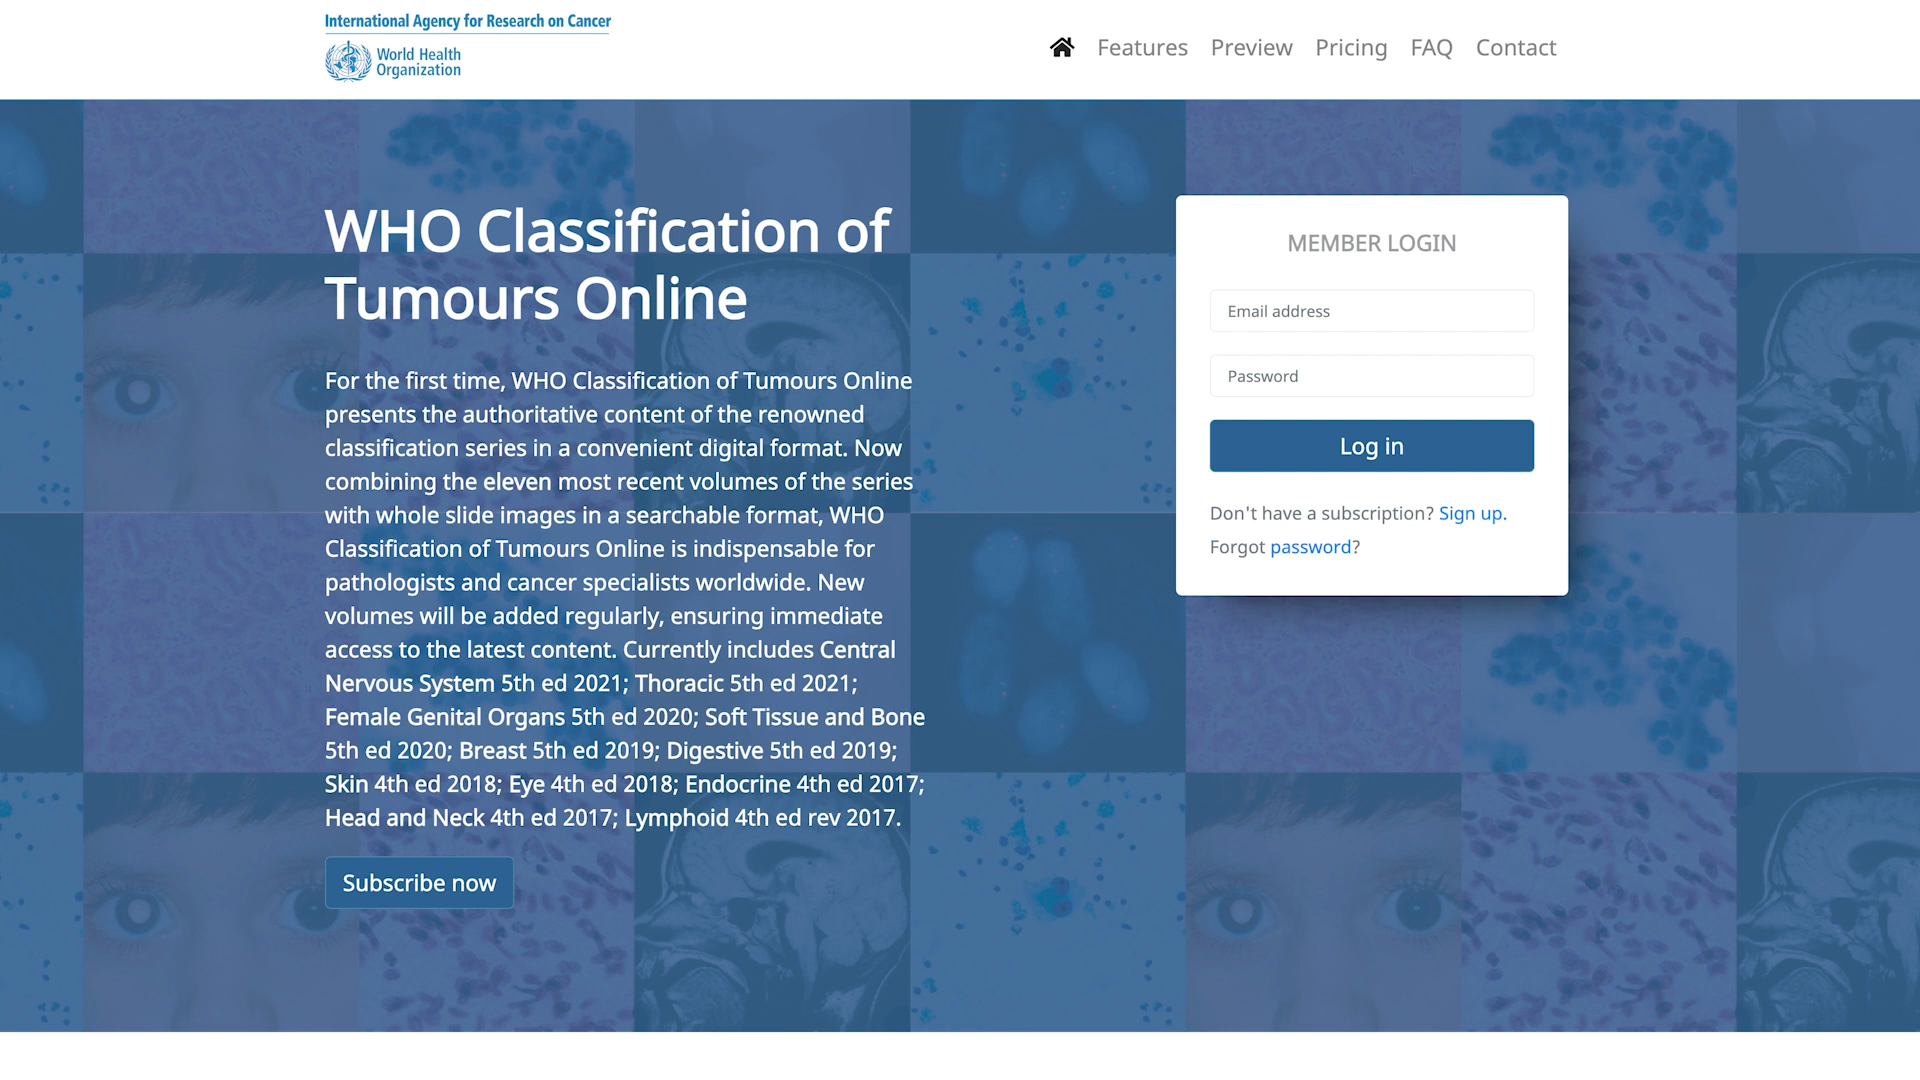 International Agency for Research on Cancer
World Health
Organization
Features
Preview
Pricing
FAQ
Contact
WHO Classification of
Tumours Online
For the first time, WHO Classification of Tumours Online
presents the authoritative content of the renowned
classification series in a convenient digital format. Now
combining the eleven most recent volumes of the series
with whole slide images in a searchable format, WHO
Classification of Tumours Online is indispensable for
pathologists and cancer specialists worldwide. New
volumes will be added regularly, ensuring immediate
access to the latest content. Currently includes Central
Nervous System 5th ed 2021; Thoracic 5th ed 2021;
Female Genital Organs 5th ed 2020; Soft Tissue and Bone
5th ed 2020; Breast 5th ed 2019; Digestive 5th ed 2019;
Skin 4th ed 2018; Eye 4th ed 2018; Endocrine 4th ed 2017;
Head and Neck 4th ed 2017; Lymphoid 4th ed rev 2017.
Subscribe now
MEMBER LOGIN
Email address
Password
Log in
Don't have a subscription? Sign up.
Forgot password?